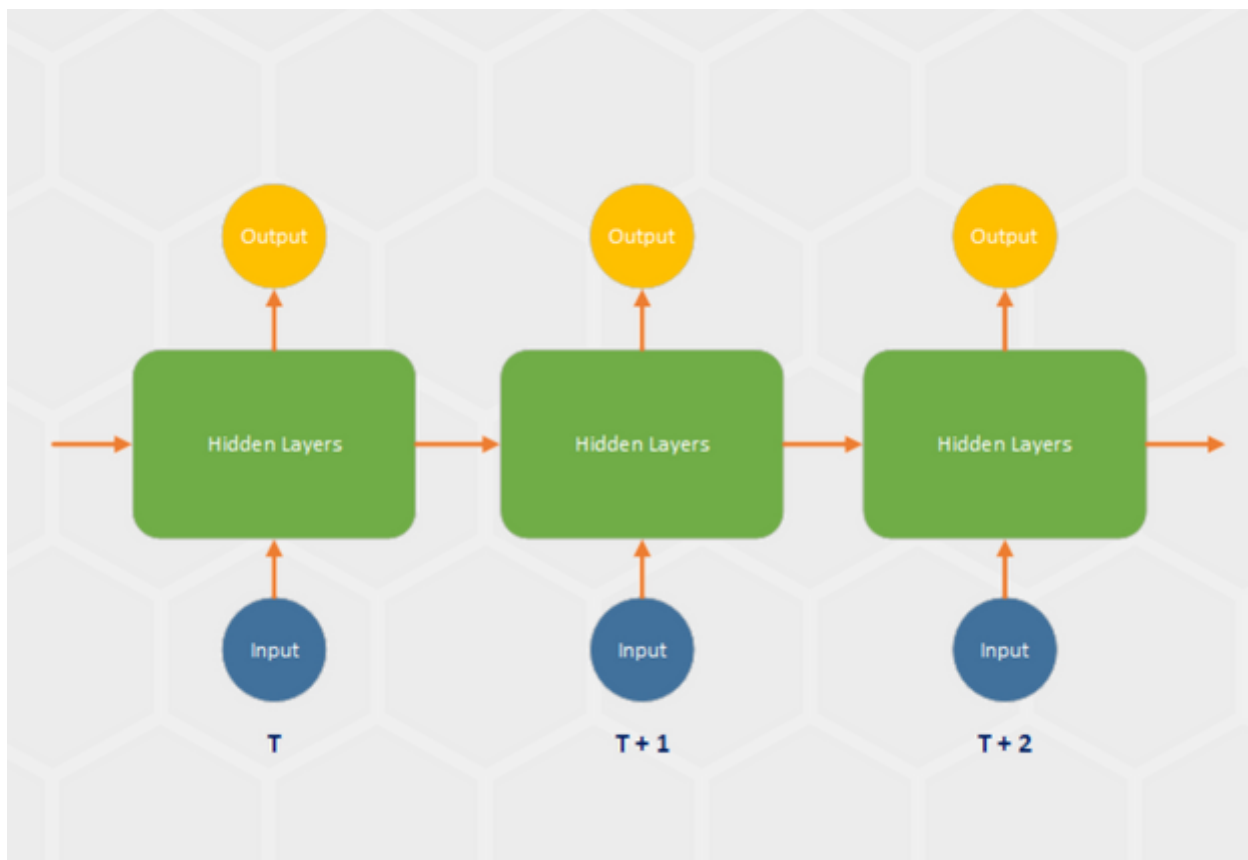 Output
Output
Output
Hidden Layers
Hidden Layers
Hidden Layers
Input
Input
Input
T
T + 1
T + 2